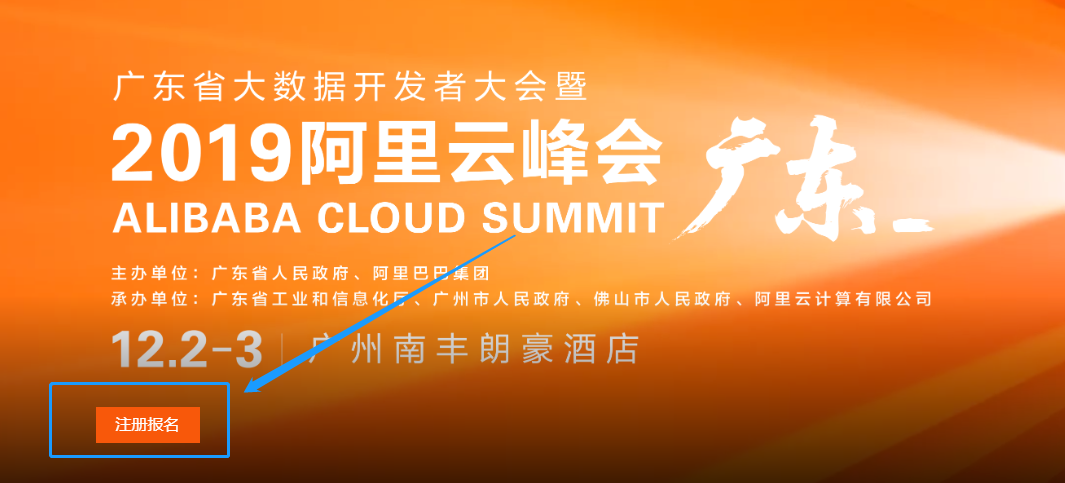 广东省大数据开发者大会暨
2019阿里云峰会 广东
ALIBABA CLOUD SUMMIT
主办单位：广东省人民政府、阿里巴巴集团
承办单位：广东省工业和信息化厅、广州市人民政府、佛山市人民政府、阿里云计算有限公司
12.2-3 | 广州南丰朗豪酒店
注册报名